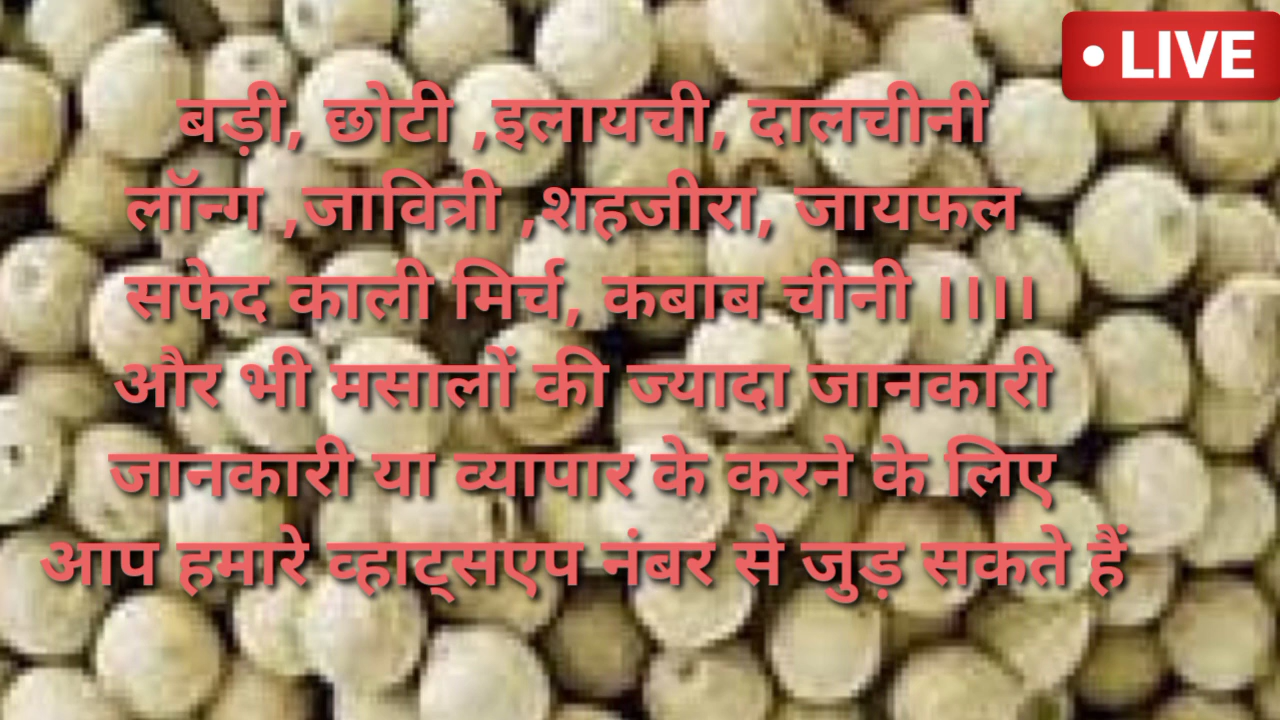 • LIVE
बड़ी, छोटी ,इलायची, दालचीनी
लॉन्ग ,जावित्री ,शहजीरा, जायफल
सफेद काली मिर्च, कबाब चीनी ।।।।
और भी मसालों की ज्यादा जानकारी
जानकारी या व्यापार के करने के लिए
आप हमारे व्हाट्सएप नंबर से जुड़ सकते हैं